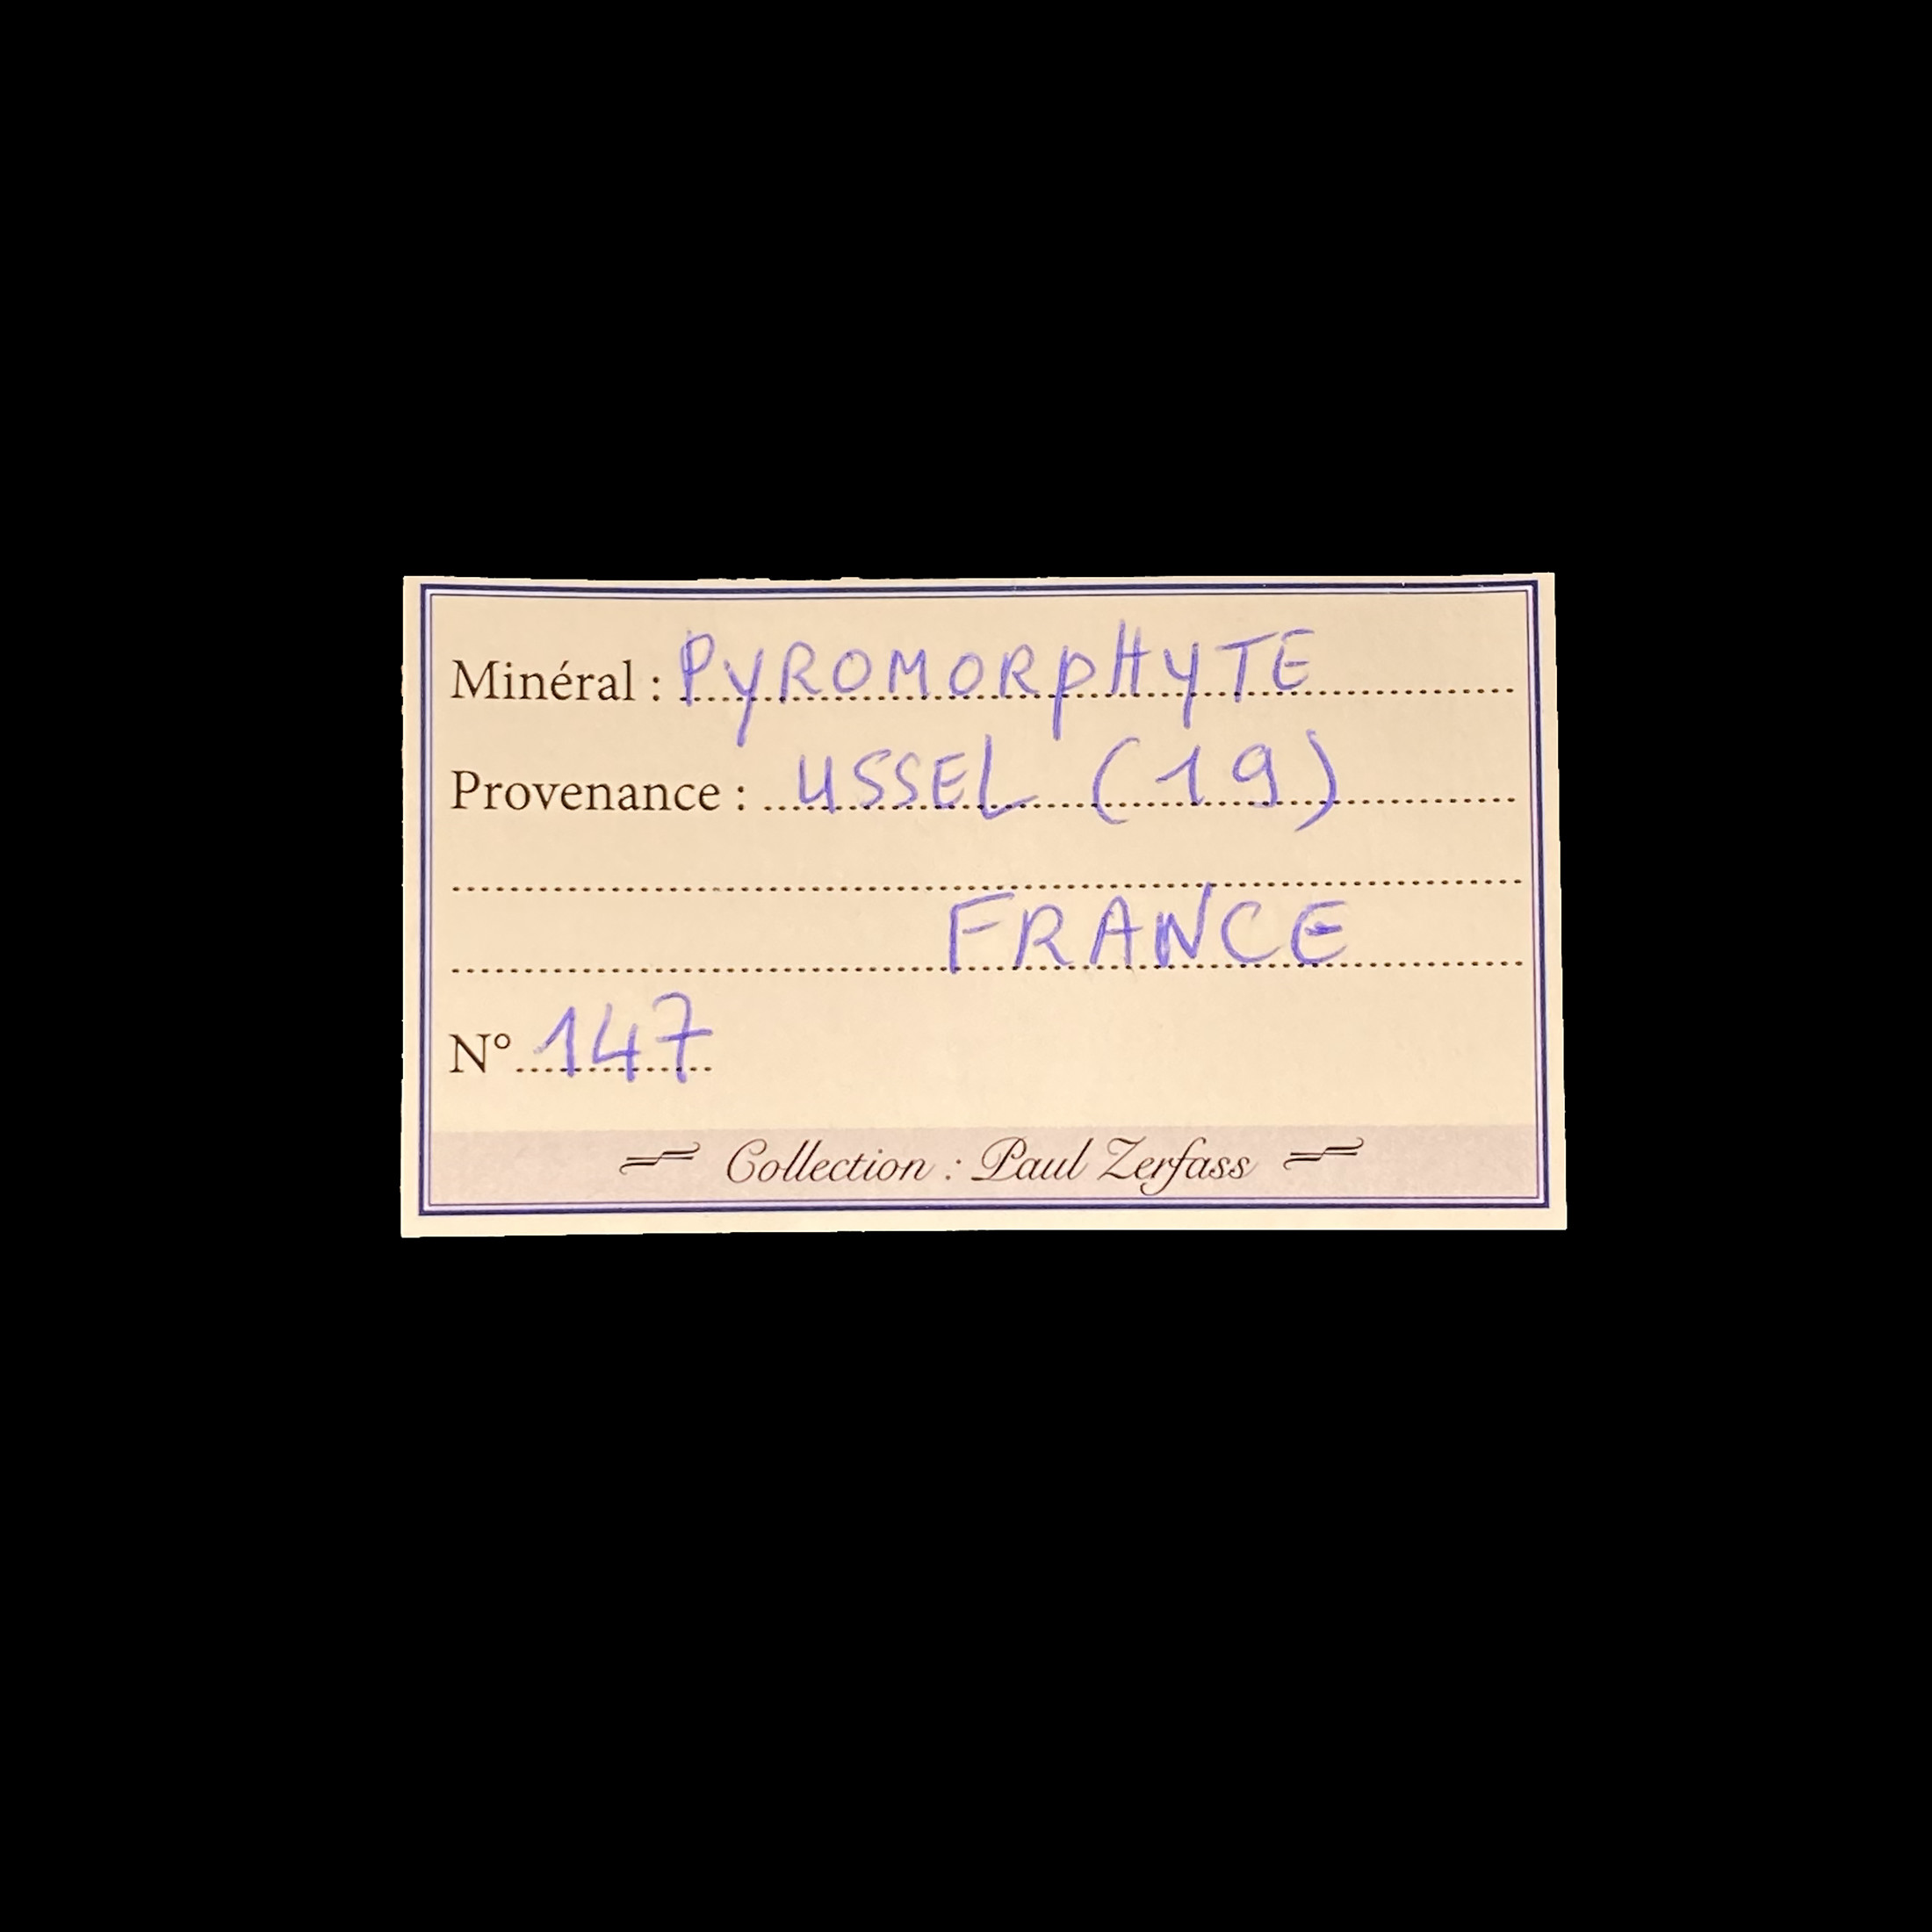 Minéral : PYROMORPHYTE
Provenance : USSEL (19)
FRANCE
N° 147
Collection : Paul Zerfass